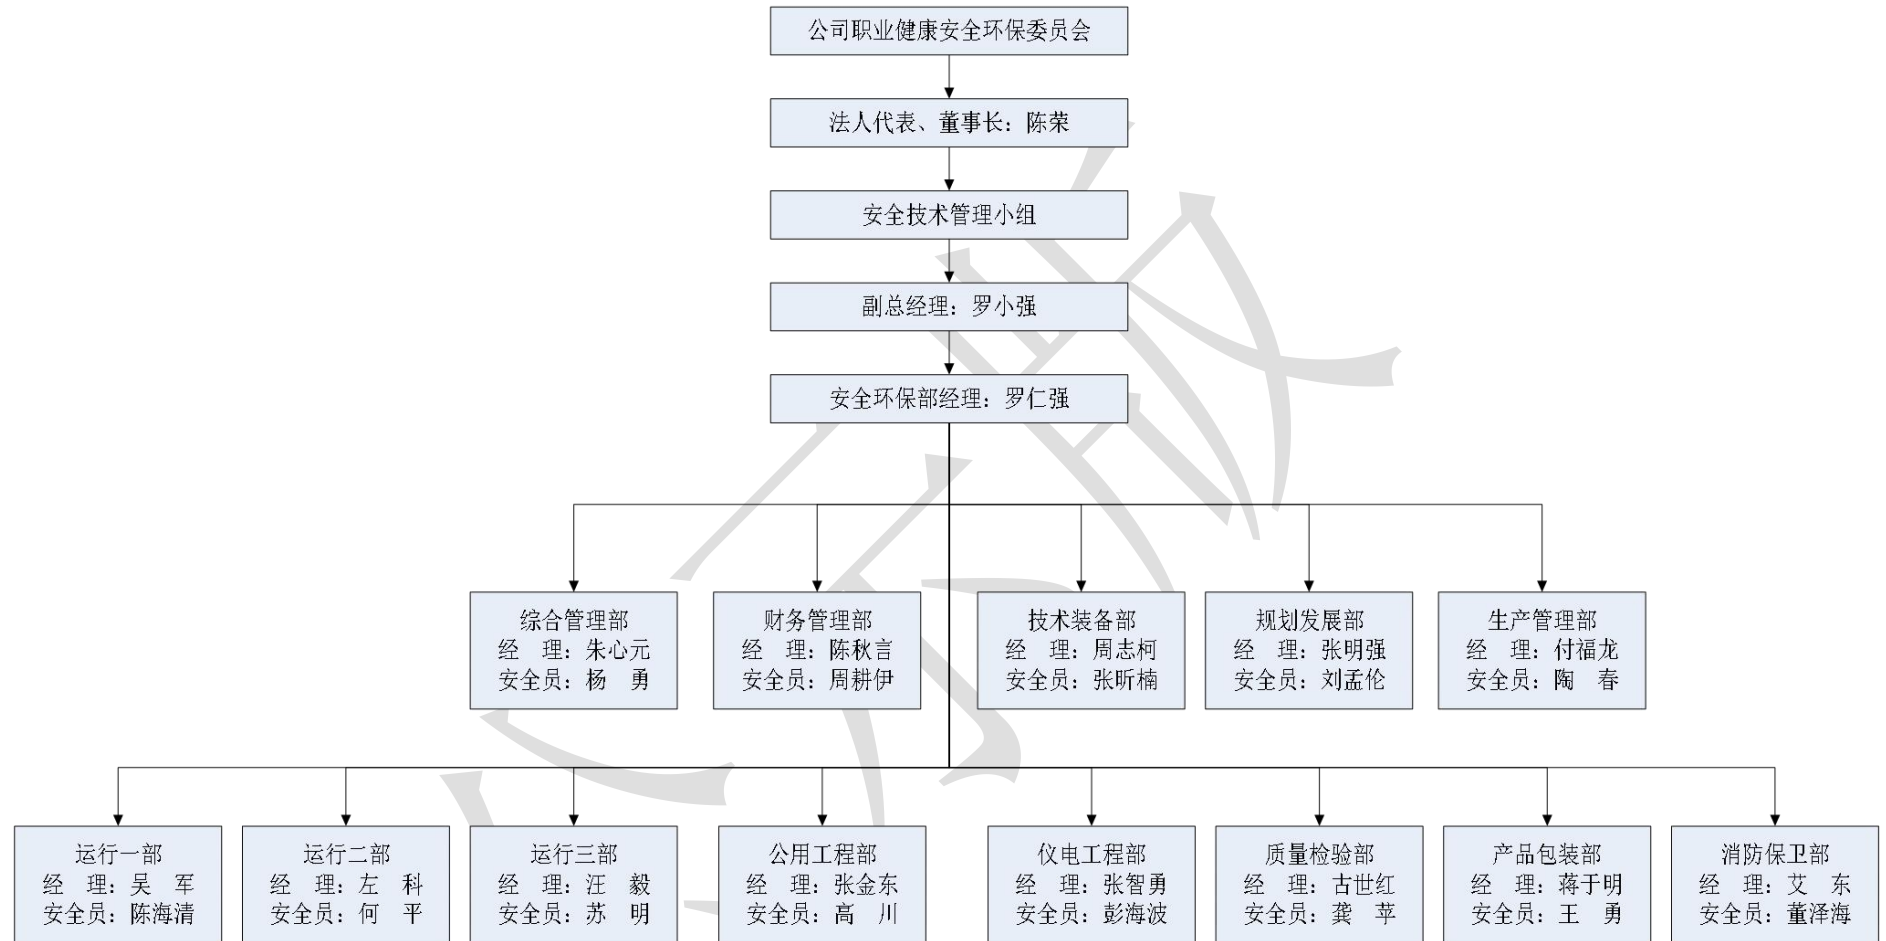 公司职业健康安全环保委员会
法人代表、董事长：陈荣
安全技术管理小组
副总经理：罗小强
安全环保部经理：罗仁强
综合管理部
经　理：朱心元
安全员：杨　勇
财务管理部
经　理：陈秋言
安全员：周耕伊
技术装备部
经　理：周志柯
安全员：张昕楠
规划发展部
经　理：张明强
安全员：刘孟伦
生产管理部
经　理：付福龙
安全员：陶　春
运行一部
经　理：吴　军
安全员：陈海清
运行二部
经　理：左　科
安全员：何　平
运行三部
经　理：汪　毅
安全员：苏　明
公用工程部
经　理：张金东
安全员：高　川
仪电工程部
经　理：张智勇
安全员：彭海波
质量检验部
经　理：古世红
安全员：龚　苹
产品包装部
经　理：蒋于明
安全员：王　勇
消防保卫部
经　理：艾　东
安全员：董泽海
示版